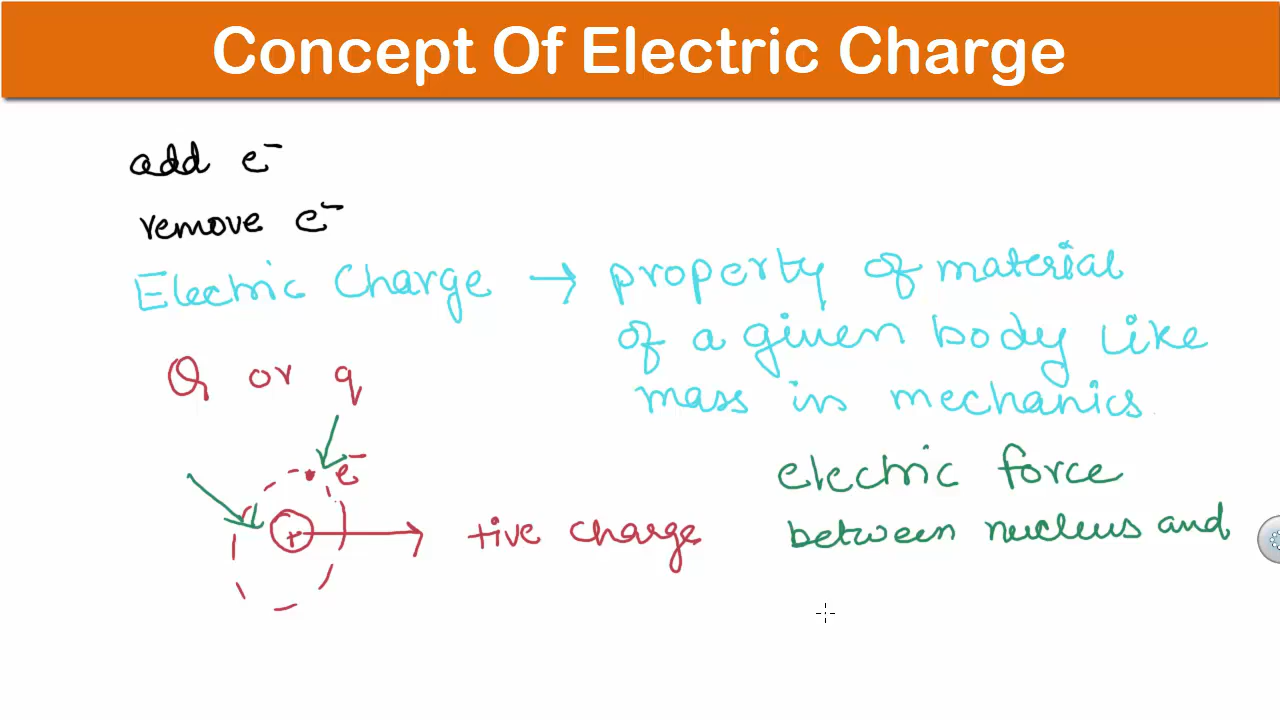 Concept Of Electric Charge
add e⁻
remove e⁻
Electric Charge → property of material
of a given body like
mass in mechanics
Q or q
e⁻
+
+ive charge
electric force
between nucleus and